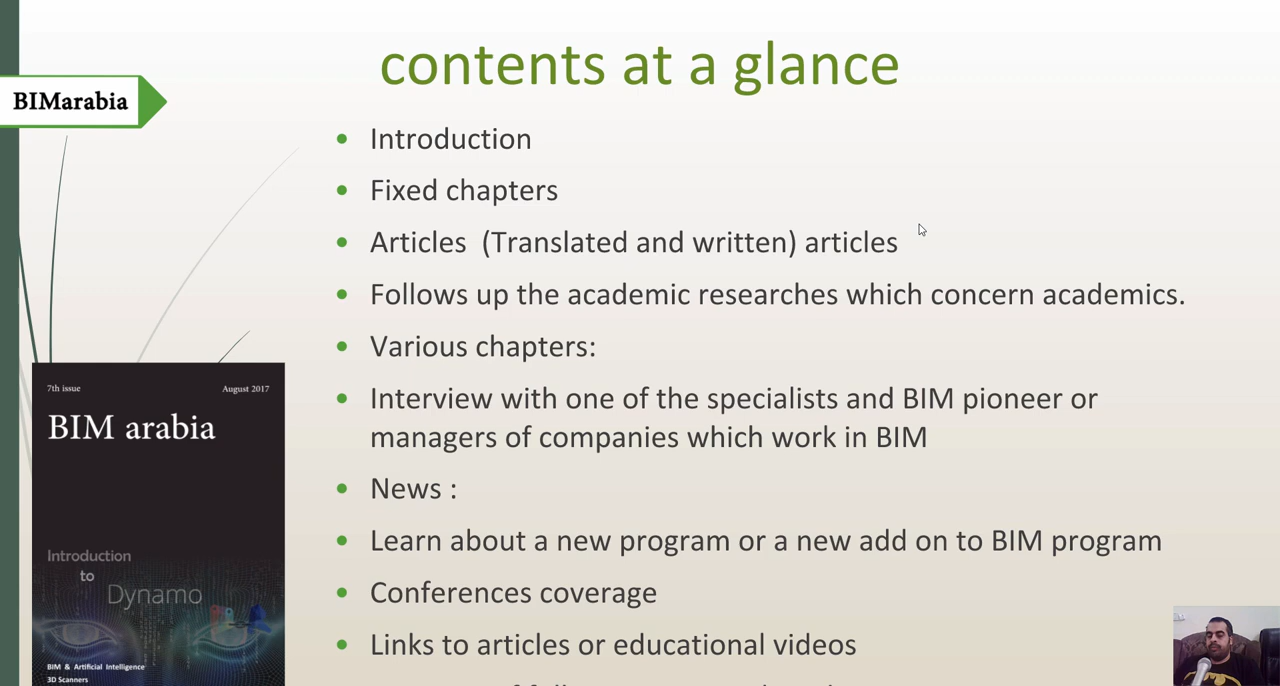 contents at a glance
BIMarabia
Introduction
Fixed chapters
Articles (Translated and written) articles
Follows up the academic researches which concern academics.
Various chapters:
Interview with one of the specialists and BIM pioneer or
managers of companies which work in BIM
News :
Learn about a new program or a new add on to BIM program
Conferences coverage
Links to articles or educational videos
7th issue
August 2017
BIM arabia
Introduction
to
Dynamo
BIM & Artificial Intelligence
3D Scanners